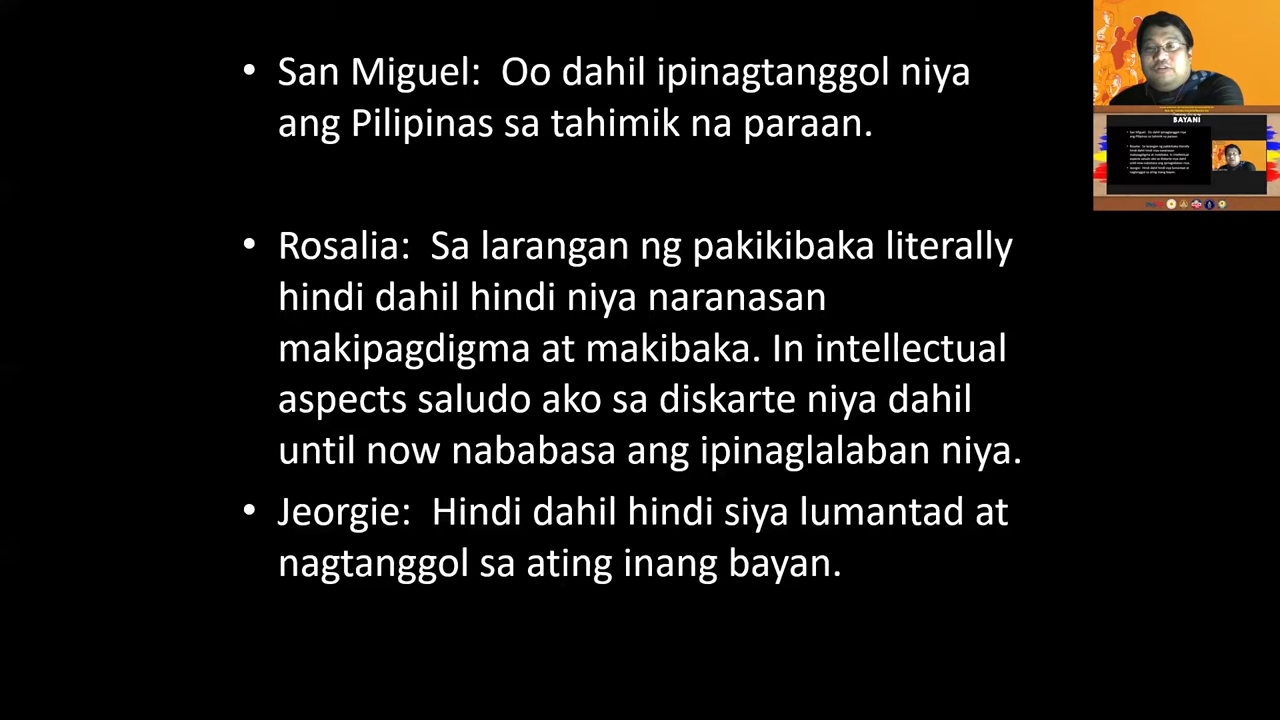 • San Miguel: Oo dahil ipinagtanggol niya
ang Pilipinas sa tahimik na paraan.
• Rosalia: Sa larangan ng pakikibaka literally
hindi dahil hindi niya naranasan
makipagdigma at makibaka. In intellectual
aspects saludo ako sa diskarte niya dahil
until now nababasa ang ipinaglalaban niya.
• Jeorgie: Hindi dahil hindi siya lumantad at
nagtanggol sa ating inang bayan.
BAYANI